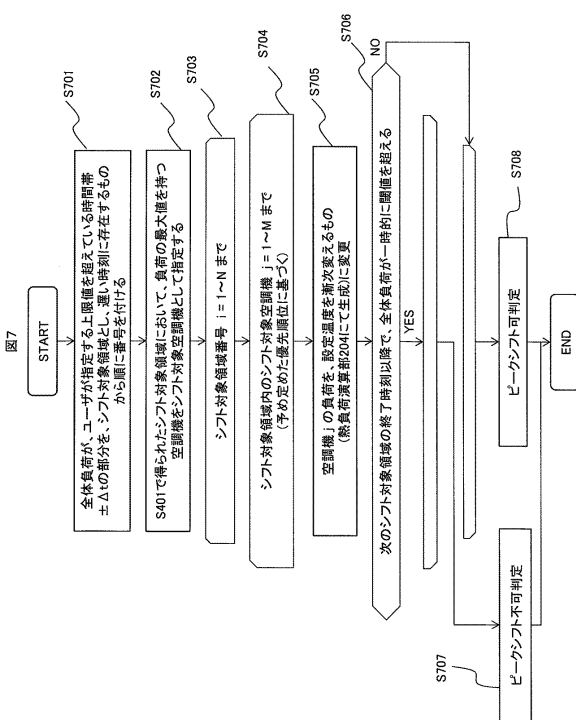 図7
START
S701
全体負荷が、ユーザが指定する上限値を超えている時間帯
±Δtの部分を、シフト対象領域とし、遅い時刻に存在するもの
から順に番号を付ける
S702
S401で得られたシフト対象領域において、負荷の最大値を持つ
空調機をシフト対象空調機として指定する
S703
シフト対象領域番号 i=1~N まで
S704
シフト対象領域内のシフト対象空調機 j=1~M まで
(予め定めた優先順位に基づく)
S705
空調機 j の負荷を、設定温度を漸次変えるもの
(熱負荷演算部204にて生成)に変更
S706
次のシフト対象領域の終了時刻以降で、全体負荷が一時的に閾値を超える
NO
YES
S707
ピークシフト不可判定
S708
ピークシフト可判定
END